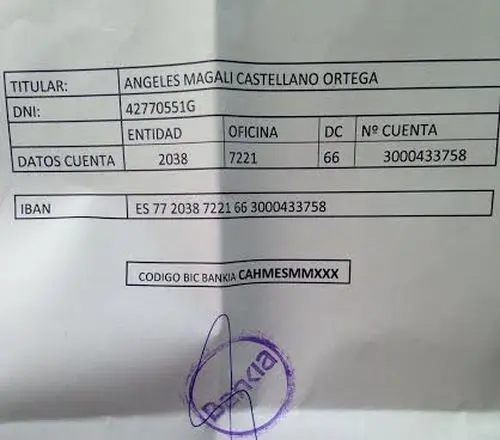 TITULAR: ANGELES MAGALI CASTELLANO ORTEGA
DNI: 42770551G
ENTIDAD OFICINA DC Nº CUENTA
DATOS CUENTA 2038 7221 66 3000433758
IBAN ES 77 2038 7221 66 3000433758
CODIGO BIC BANKIA CAHMESMMXXX
Bankia